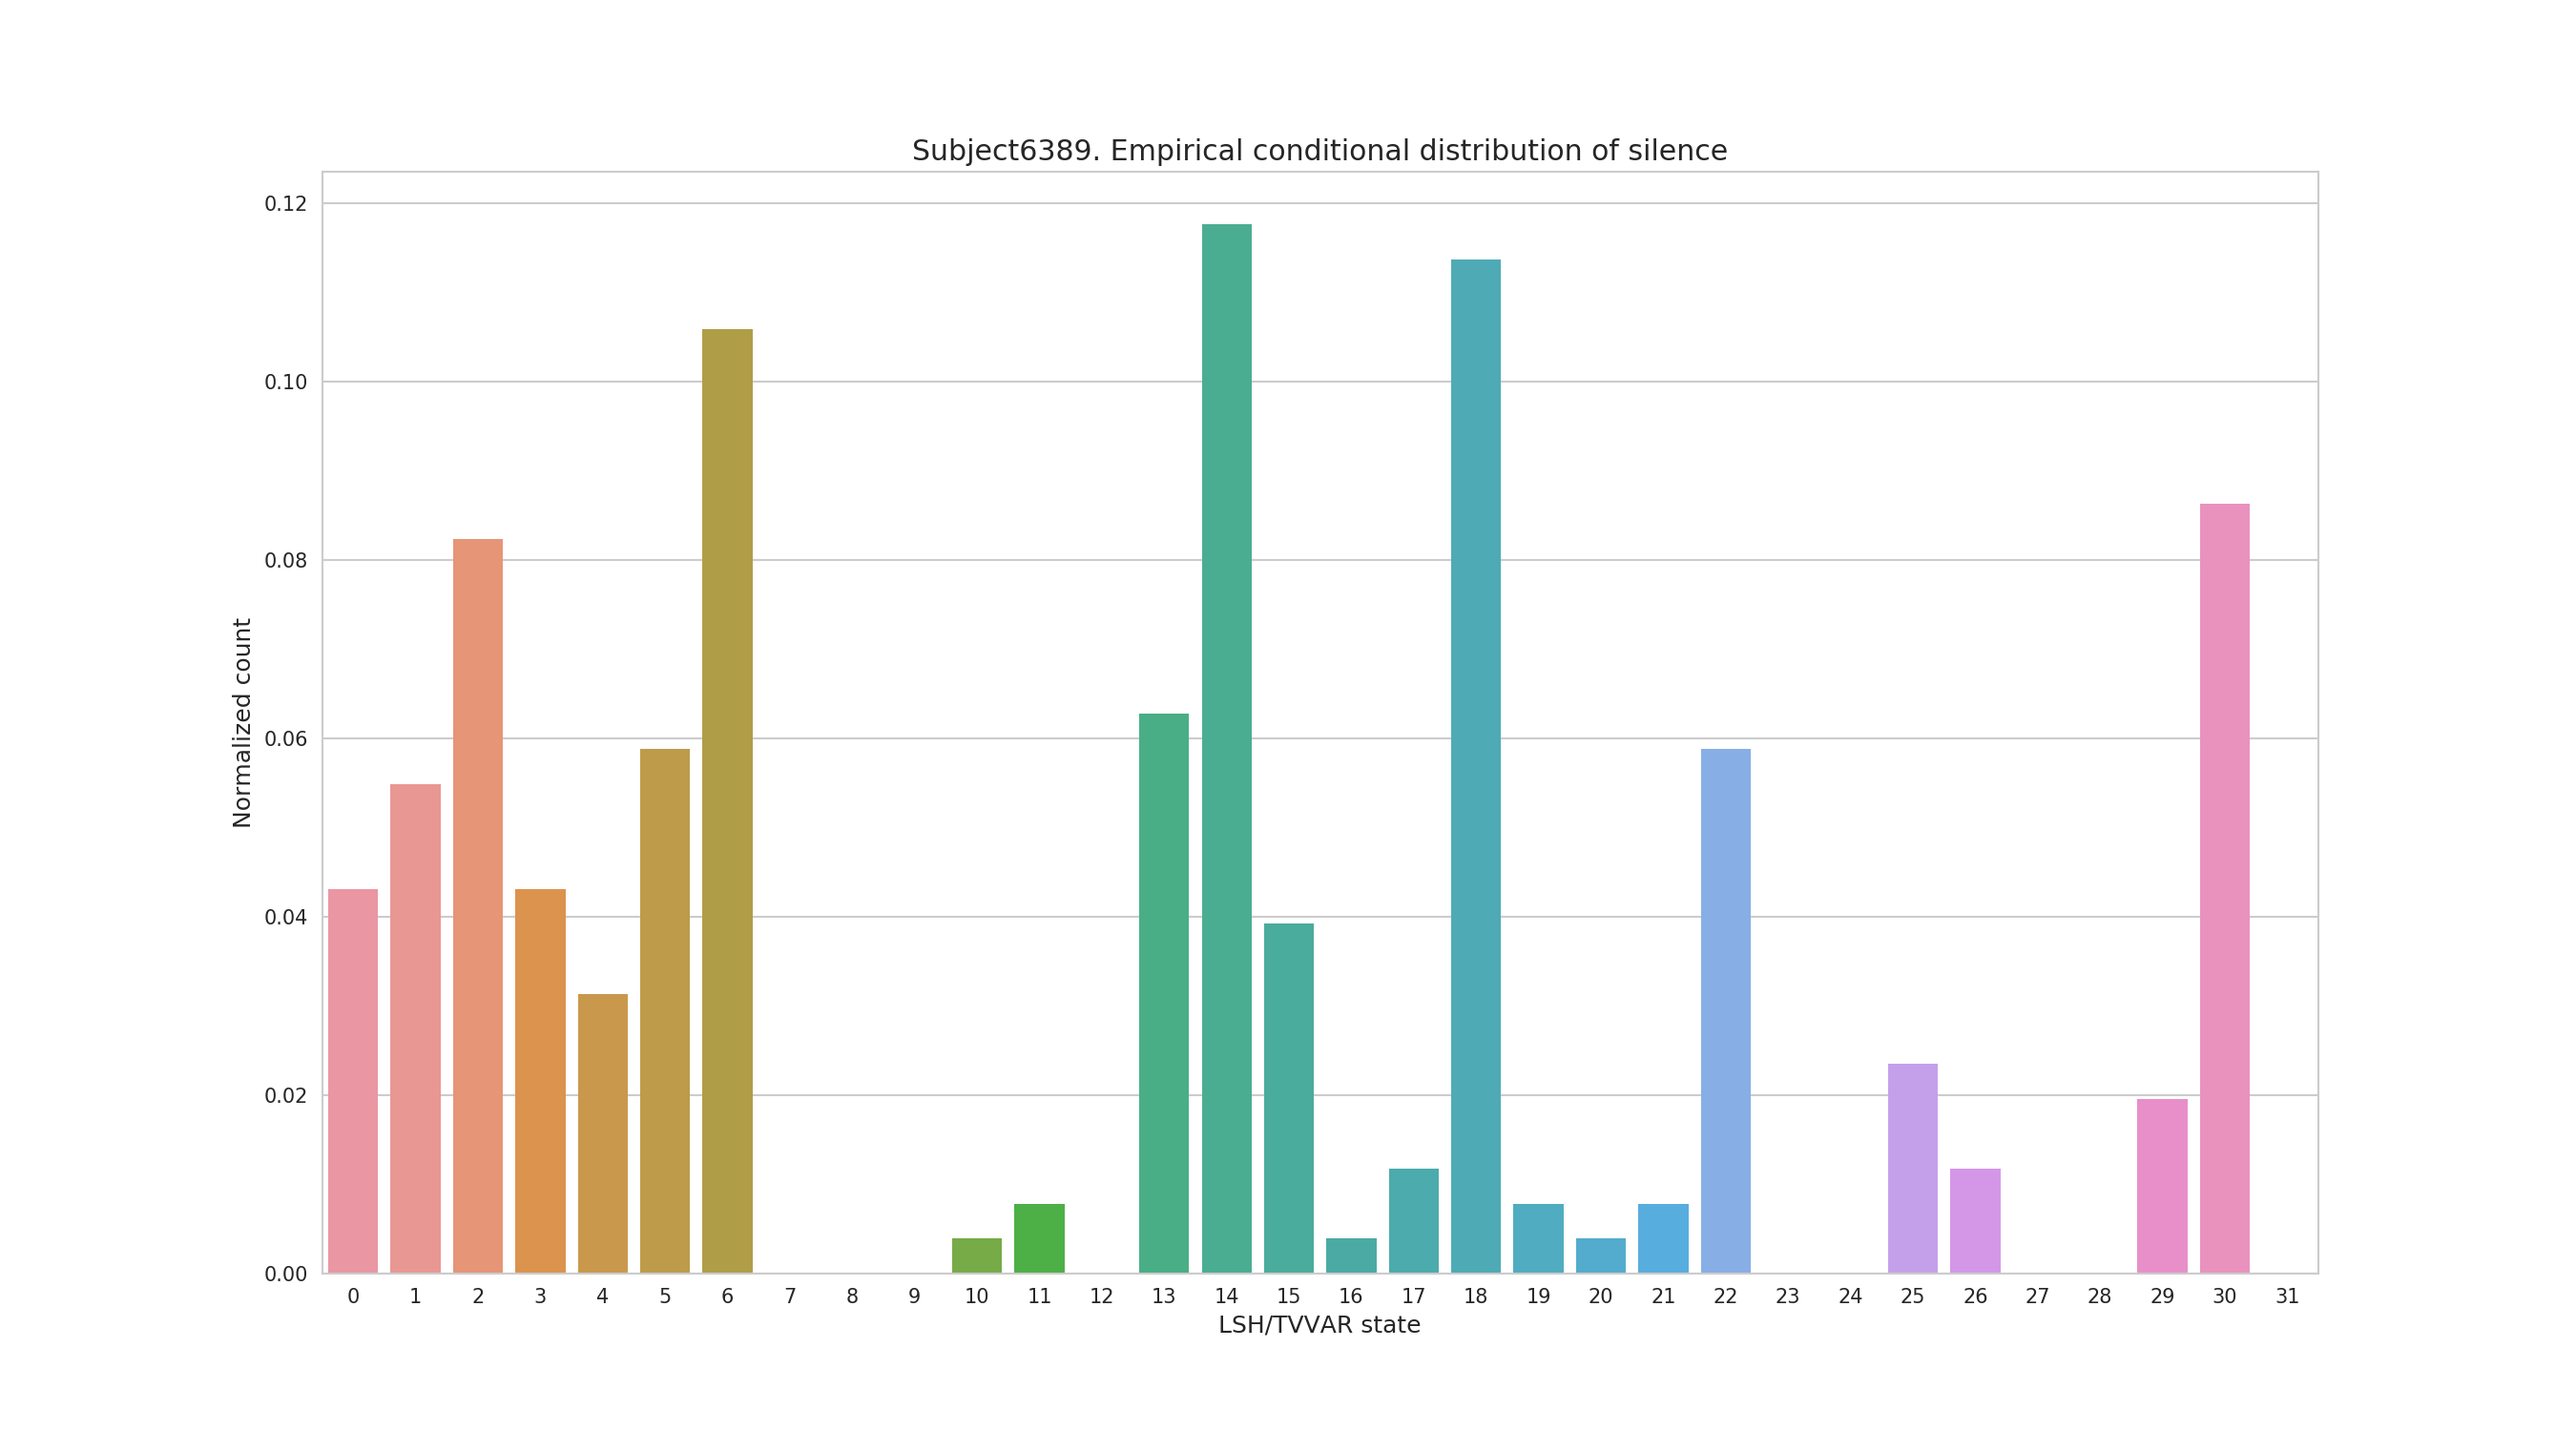 Subject6389. Empirical conditional distribution of silence
0.12
0.10
0.08
0.06
0.04
0.02
0.00
Normalized count
0 1 2 3 4 5 6 7 8 9 10 11 12 13 14 15 16 17 18 19 20 21 22 23 24 25 26 27 28 29 30 31
LSH/TVVAR state